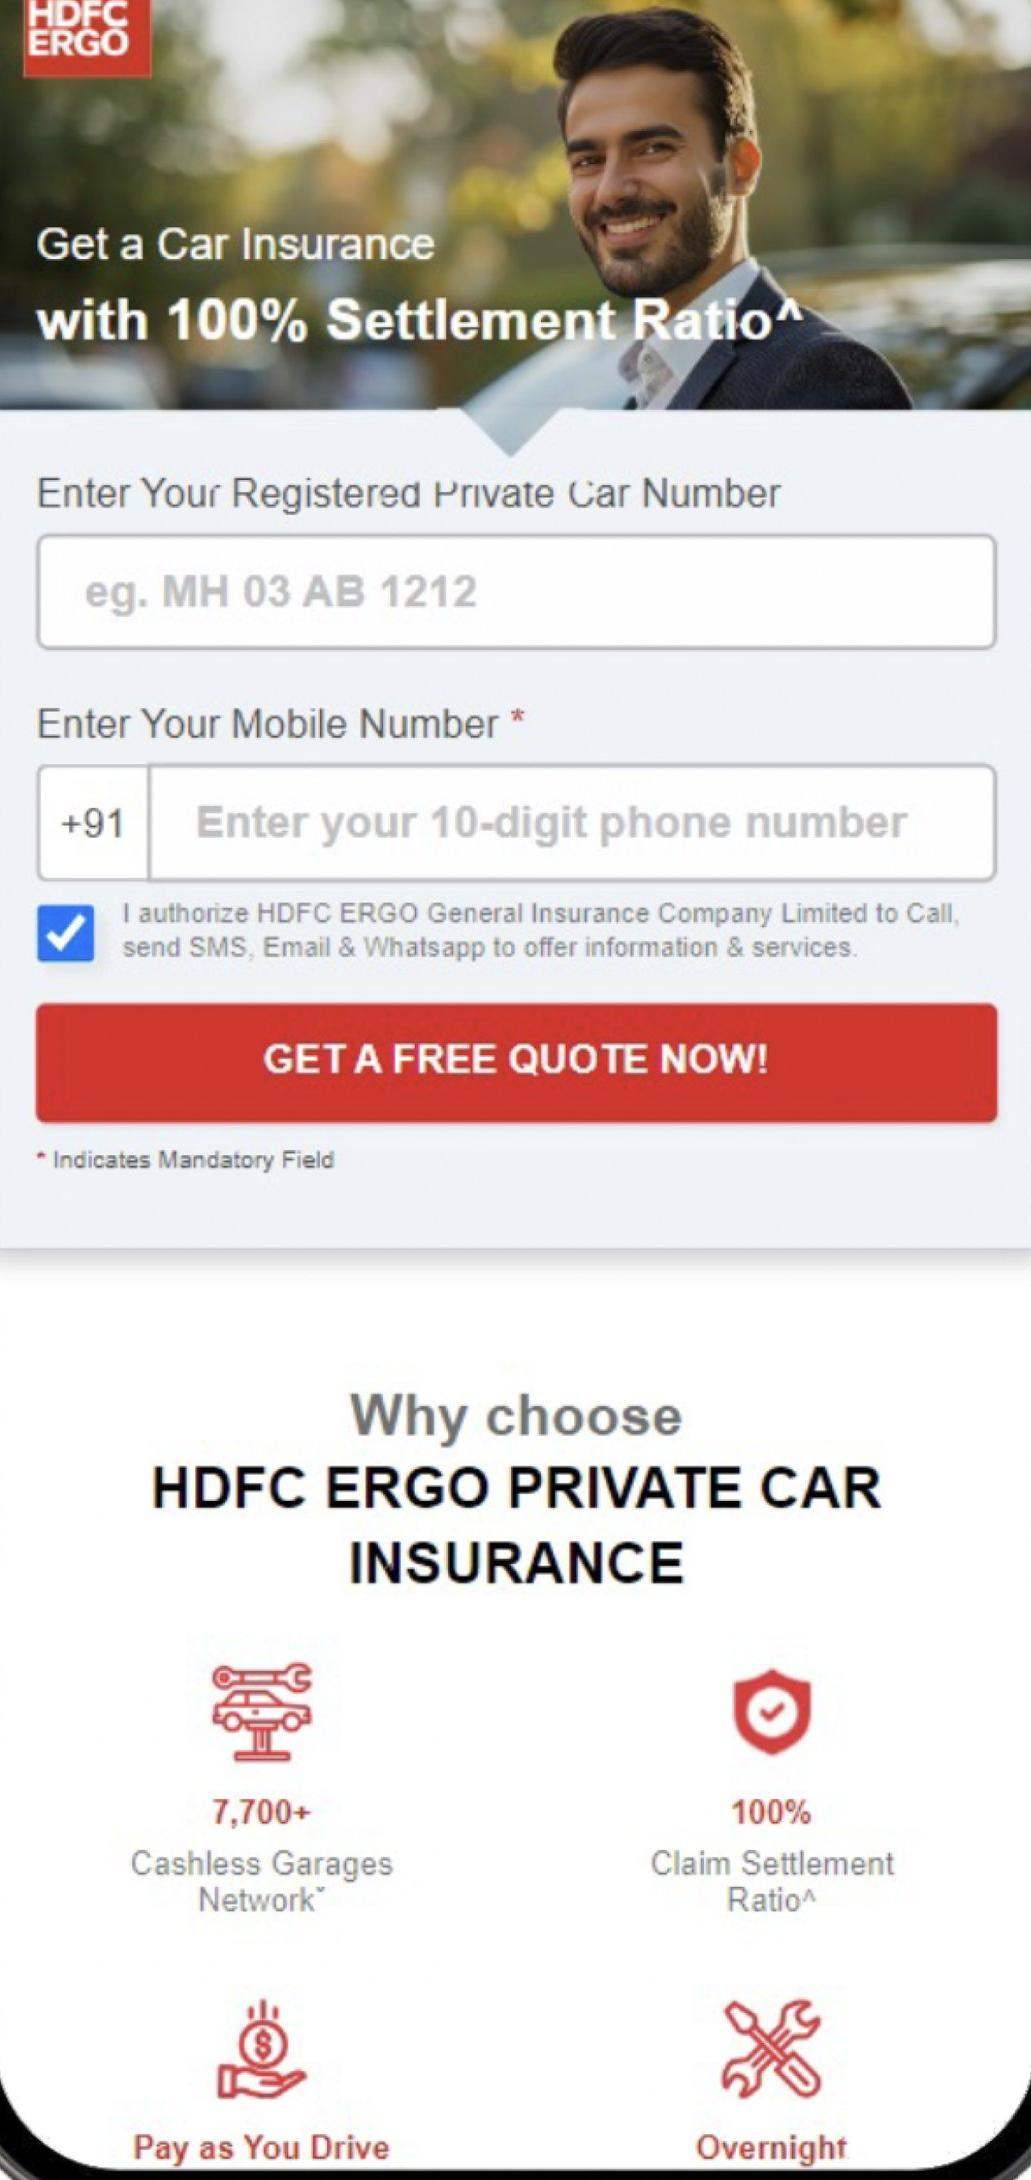 HDFC
ERGO
Get a Car Insurance
with 100% Settlement Ratio^
Enter Your Registered Private Car Number
eg. MH 03 AB 1212
Enter Your Mobile Number *
+91 Enter your 10-digit phone number
I authorize HDFC ERGO General Insurance Company Limited to Call,
send SMS, Email & Whatsapp to offer information & services.
GET A FREE QUOTE NOW!
* Indicates Mandatory Field
Why choose
HDFC ERGO PRIVATE CAR
INSURANCE
7,700+
Cashless Garages
Networkˇ
100%
Claim Settlement
Ratio^
$
Pay as You Drive
Overnight